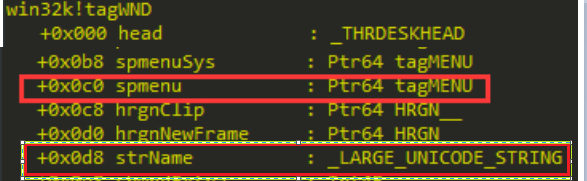 win32k!tagWND
+0x000 head : _THRDESKHEAD
+0x0b8 spmenuSys : Ptr64 tagMENU
+0x0c0 spmenu : Ptr64 tagMENU
+0x0c8 hrgnClip : Ptr64 HRGN__
+0x0d0 hrgnNewFrame : Ptr64 HRGN
+0x0d8 strName : _LARGE_UNICODE_STRING